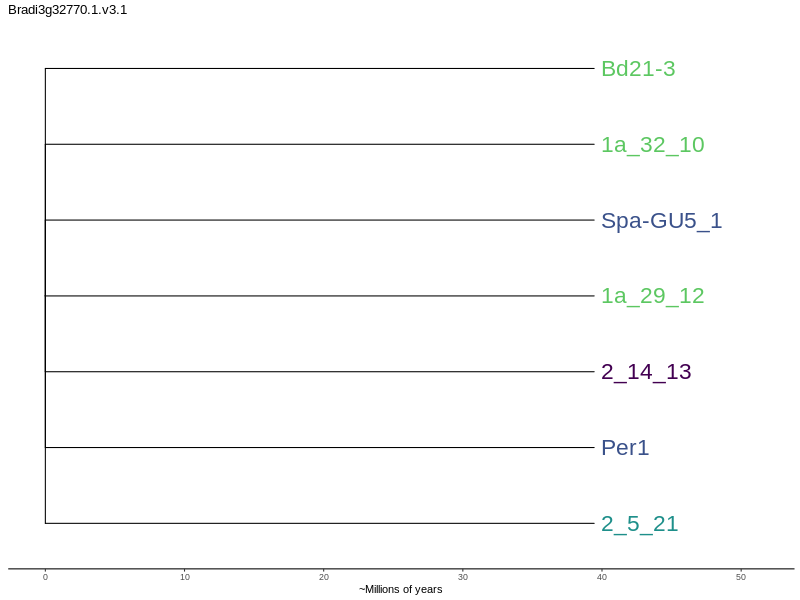 Bradi3g32770.1.v3.1
Bd21-3
1a_32_10
Spa-GU5_1
1a_29_12
2_14_13
Per1
2_5_21
0 10 20 30 40 50
~Millions of years